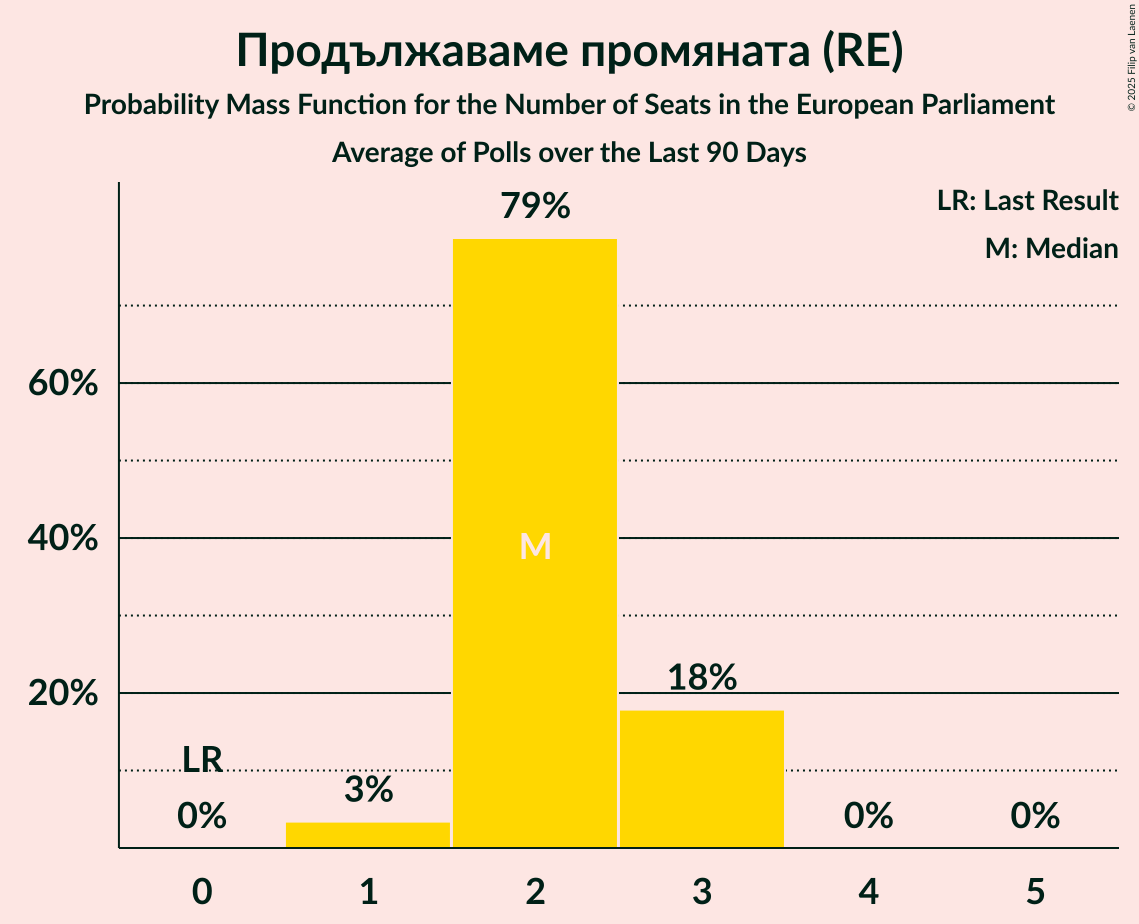 Продължаваме промяната (RE)
Probability Mass Function for the Number of Seats in the European Parliament
Average of Polls over the Last 90 Days
© 2025 Filip van Laenen
LR: Last Result
M: Median
79%
60%
40%
20%
M
18%
LR
3%
0%
0%
0%
0 1 2 3 4 5